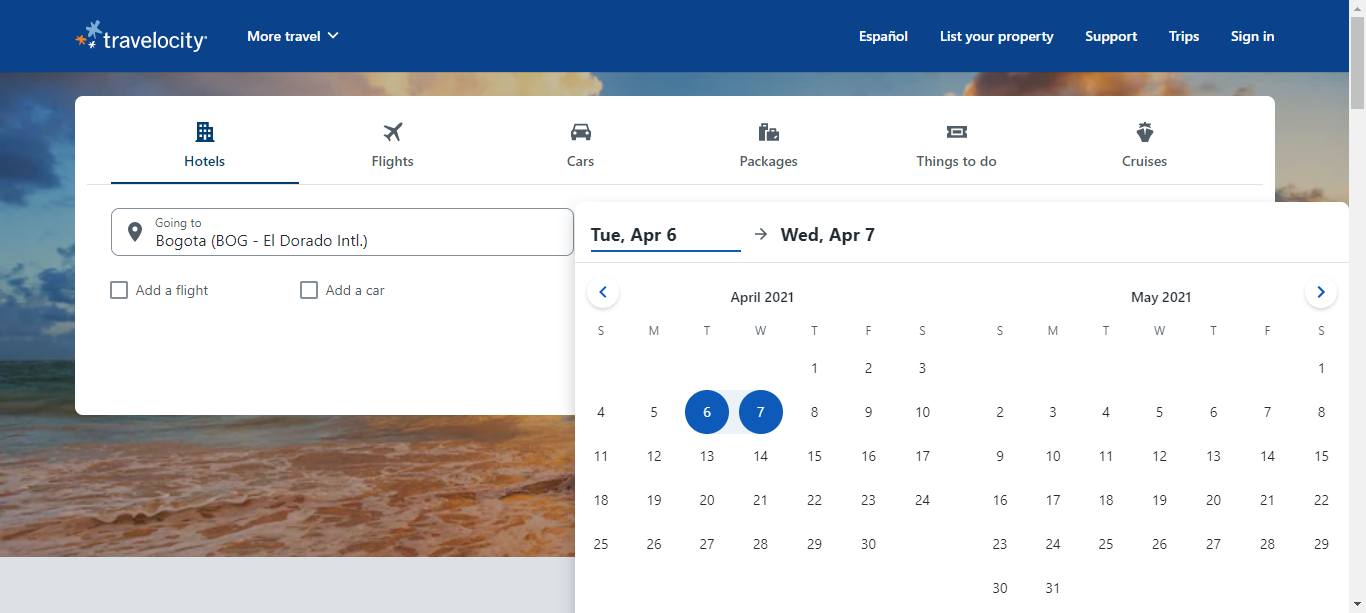 travelocity
More travel
Español
List your property
Support
Trips
Sign in
Hotels
Flights
Cars
Packages
Things to do
Cruises
Going to
Bogota (BOG - El Dorado Intl.)
Add a flight
Add a car
Tue, Apr 6
Wed, Apr 7
April 2021
S M T W T F S
1 2 3
4 5 6 7 8 9 10
11 12 13 14 15 16 17
18 19 20 21 22 23 24
25 26 27 28 29 30
May 2021
S M T W T F S
1
2 3 4 5 6 7 8
9 10 11 12 13 14 15
16 17 18 19 20 21 22
23 24 25 26 27 28 29
30 31